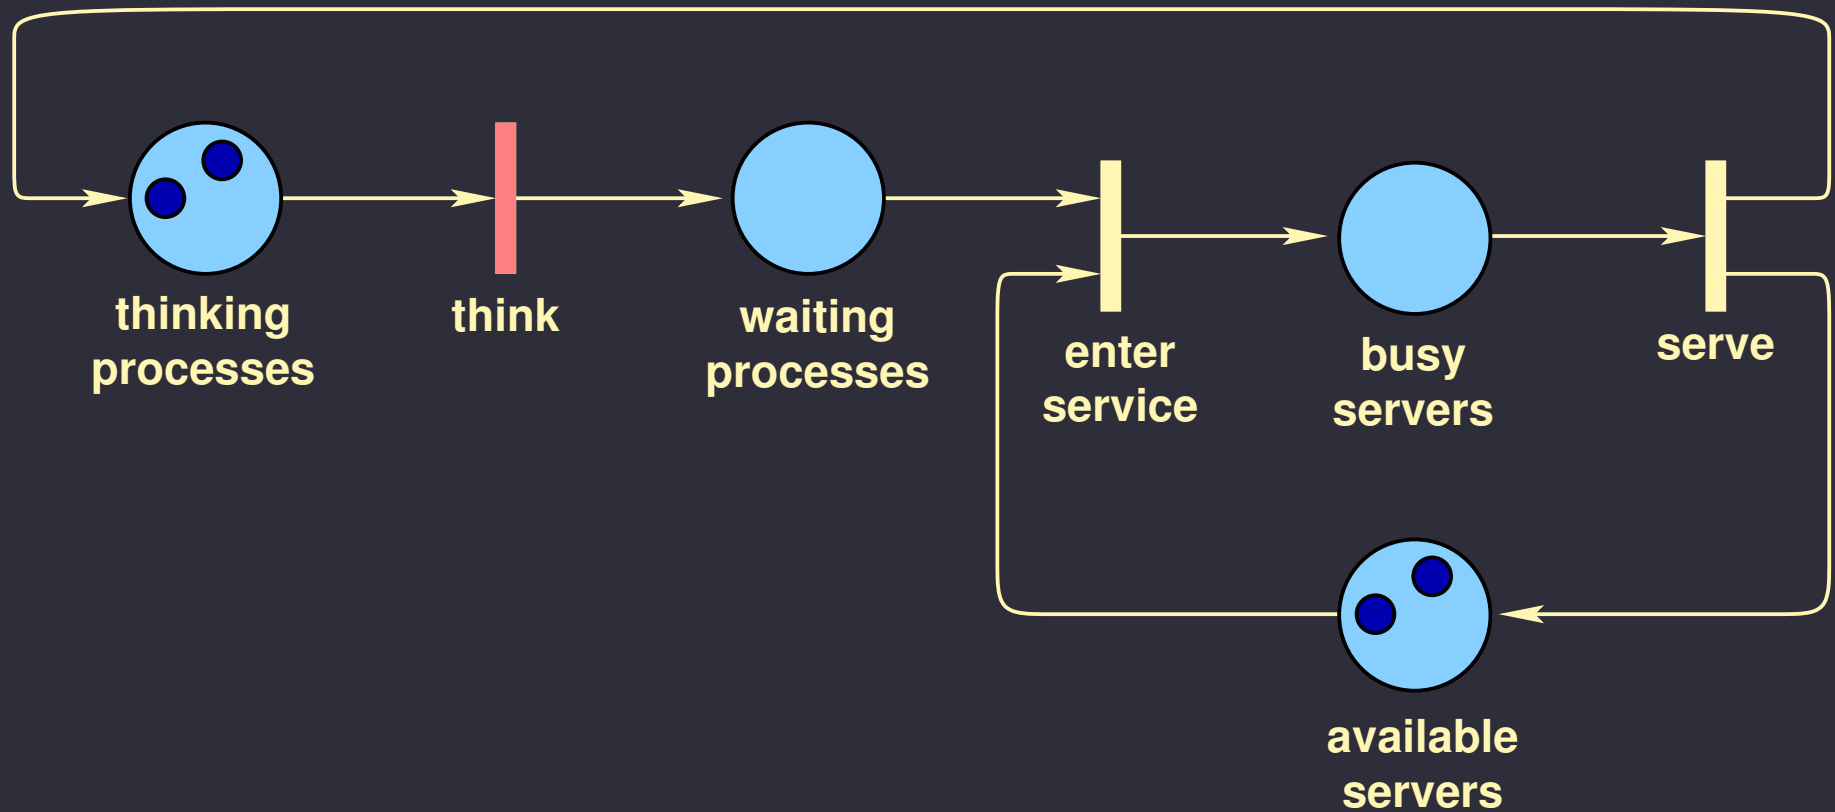 thinking
processes
think
waiting
processes
enter
service
busy
servers
serve
available
servers